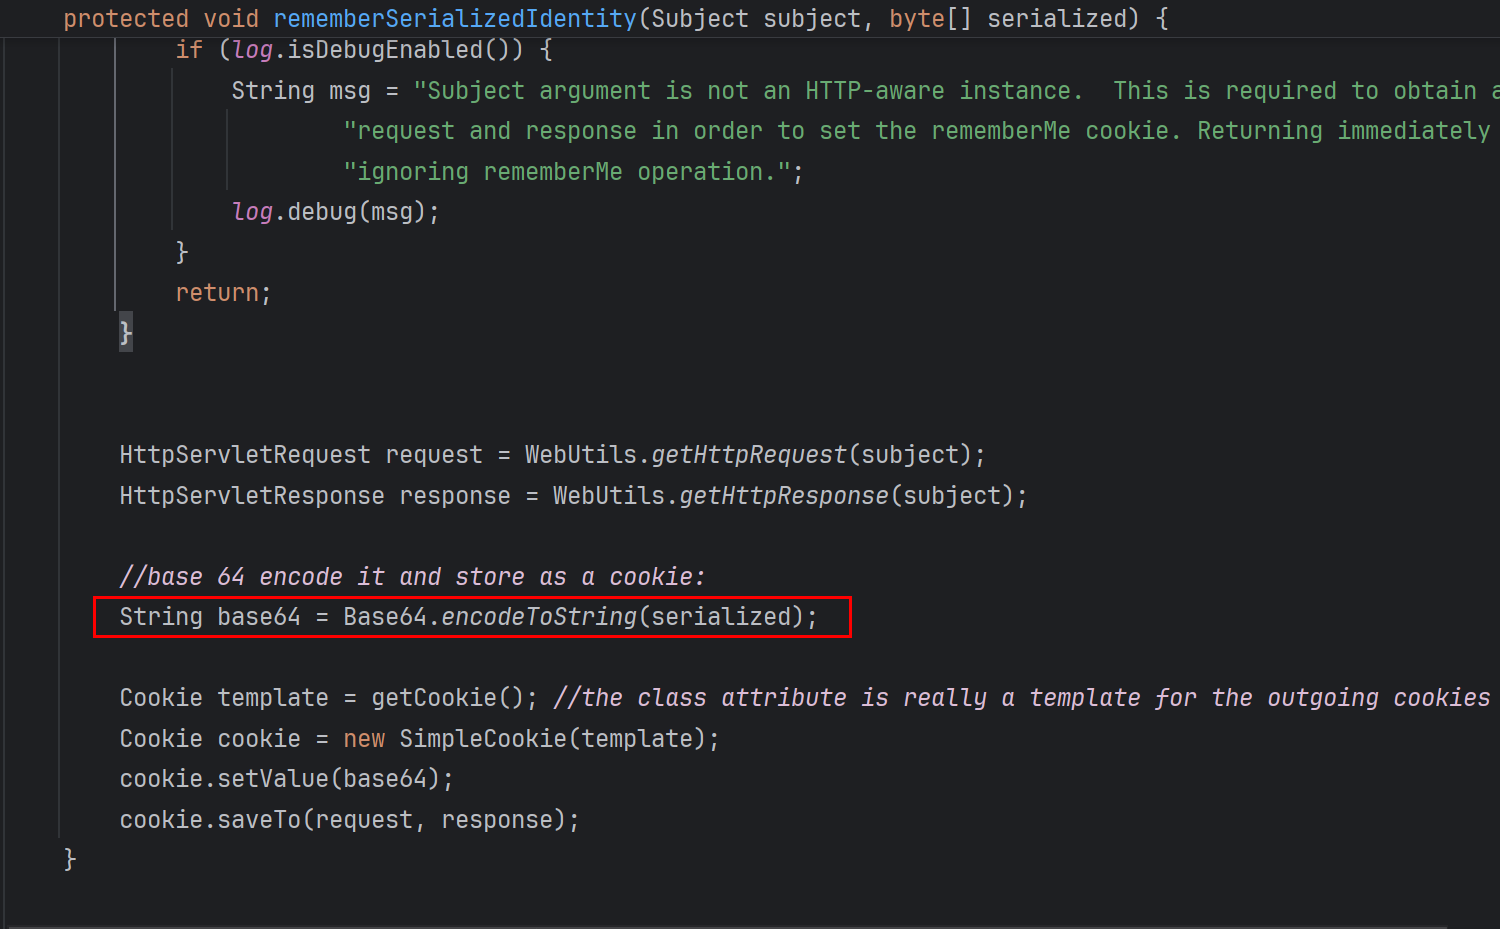 protected void rememberSerializedIdentity(Subject subject, byte[] serialized) {
if (log.isDebugEnabled()) {
String msg = "Subject argument is not an HTTP-aware instance.  This is required to obtain a
"request and response in order to set the rememberMe cookie. Returning immediately
"ignoring rememberMe operation.";
log.debug(msg);
}
return;
}
HttpServletRequest request = WebUtils.getHttpRequest(subject);
HttpServletResponse response = WebUtils.getHttpResponse(subject);
//base 64 encode it and store as a cookie:
String base64 = Base64.encodeToString(serialized);
Cookie template = getCookie(); //the class attribute is really a template for the outgoing cookies
Cookie cookie = new SimpleCookie(template);
cookie.setValue(base64);
cookie.saveTo(request, response);
}